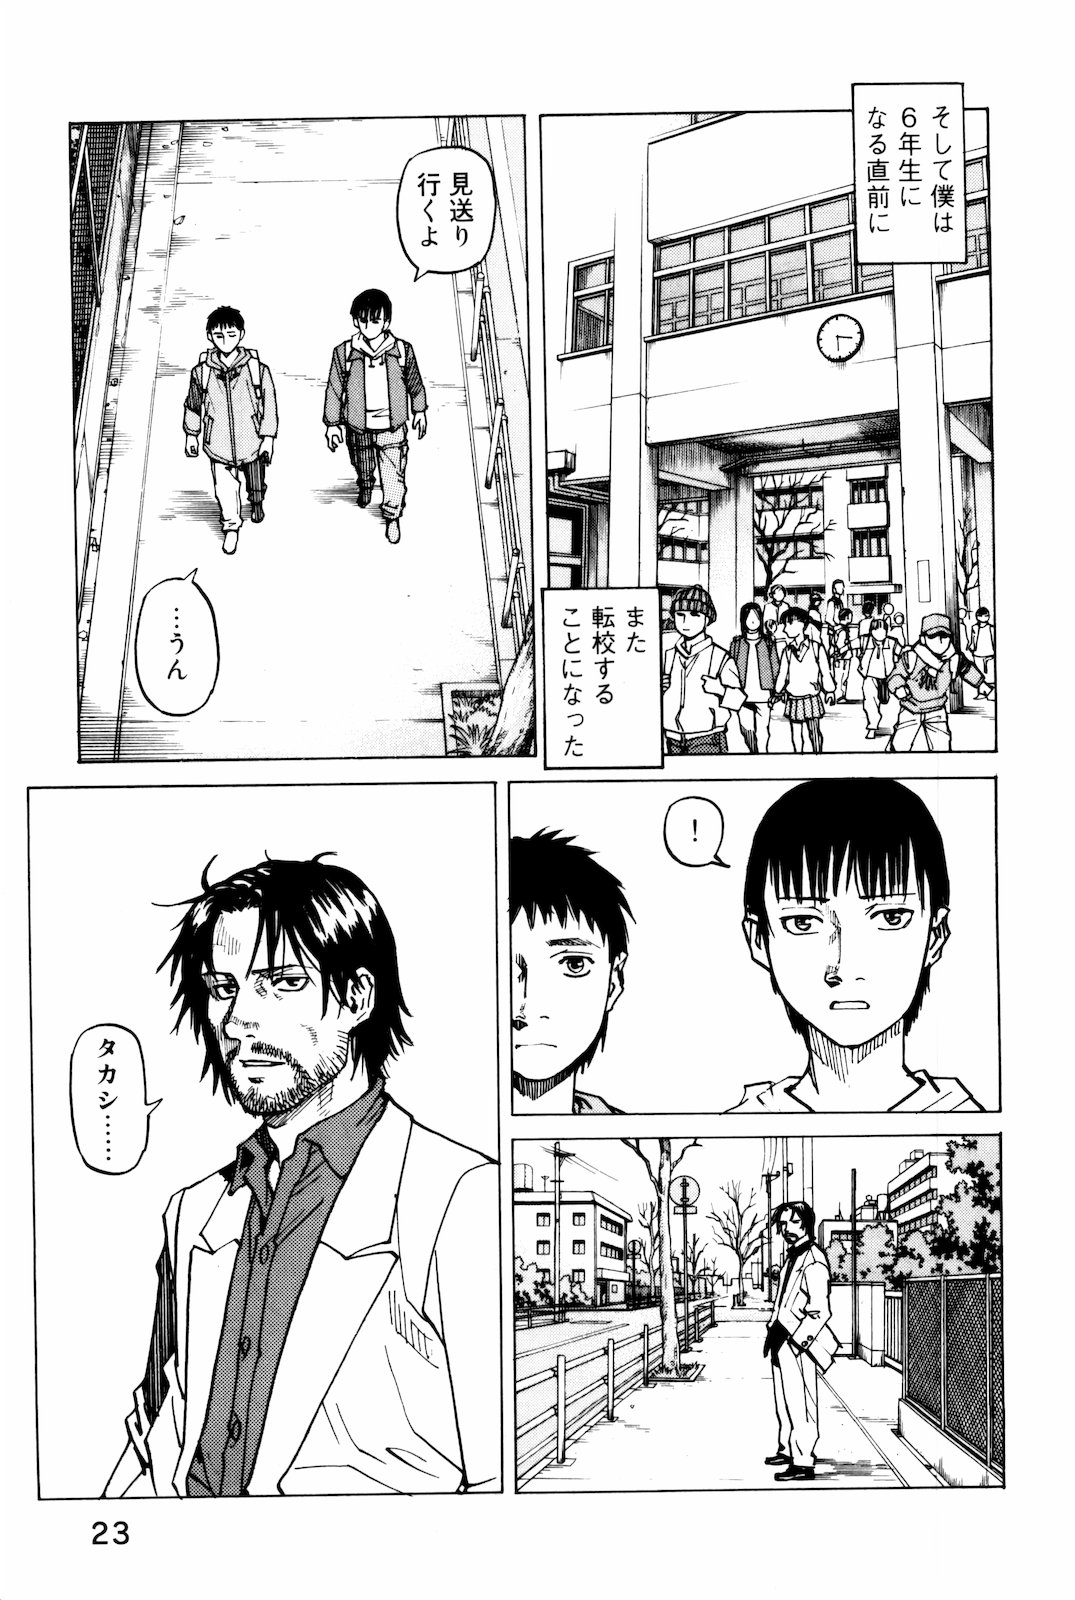 そして僕は
6年生に
なる直前に
また
転校する
ことになった
見送り
行くよ
…うん
！
タカシ……
23